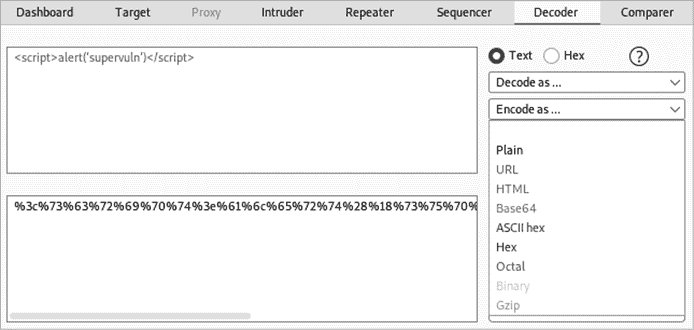 Dashboard Target Proxy Intruder Repeater Sequencer Decoder Comparer
<script>alert(‘supervuln’)</script>
Text Hex ?
Decode as ...
Encode as ...
Plain
URL
HTML
Base64
ASCII hex
Hex
Octal
Binary
Gzip
%3c%73%63%72%69%70%74%3e%61%6c%65%72%74%28%18%73%75%70%